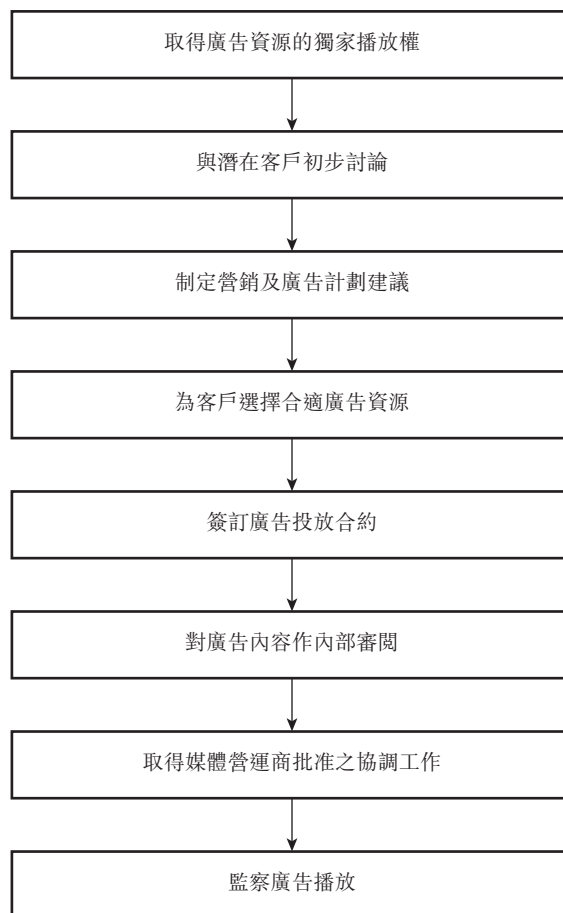 取得廣告資源的獨家播放權
與潛在客戶初步討論
制定營銷及廣告計劃建議
為客戶選擇合適廣告資源
簽訂廣告投放合約
對廣告內容作內部審閱
取得媒體營運商批准之協調工作
監察廣告播放